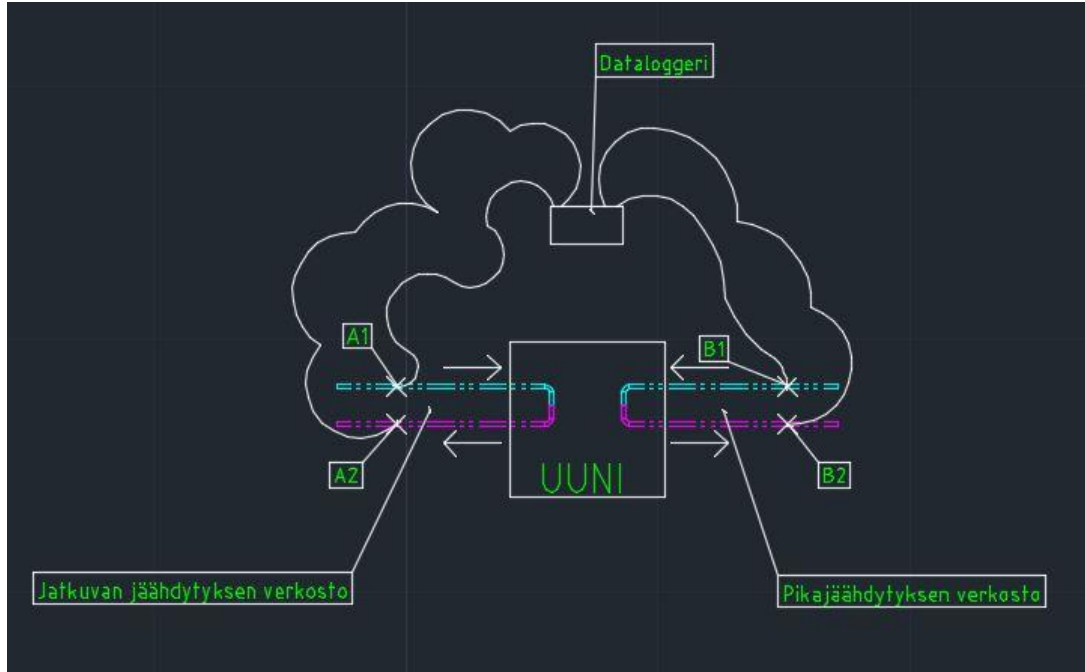 Dataloggeri
A1
B1
A2
UUNI
B2
Jatkuvan jäähdytyksen verkosto
Pikajäähdytyksen verkosto